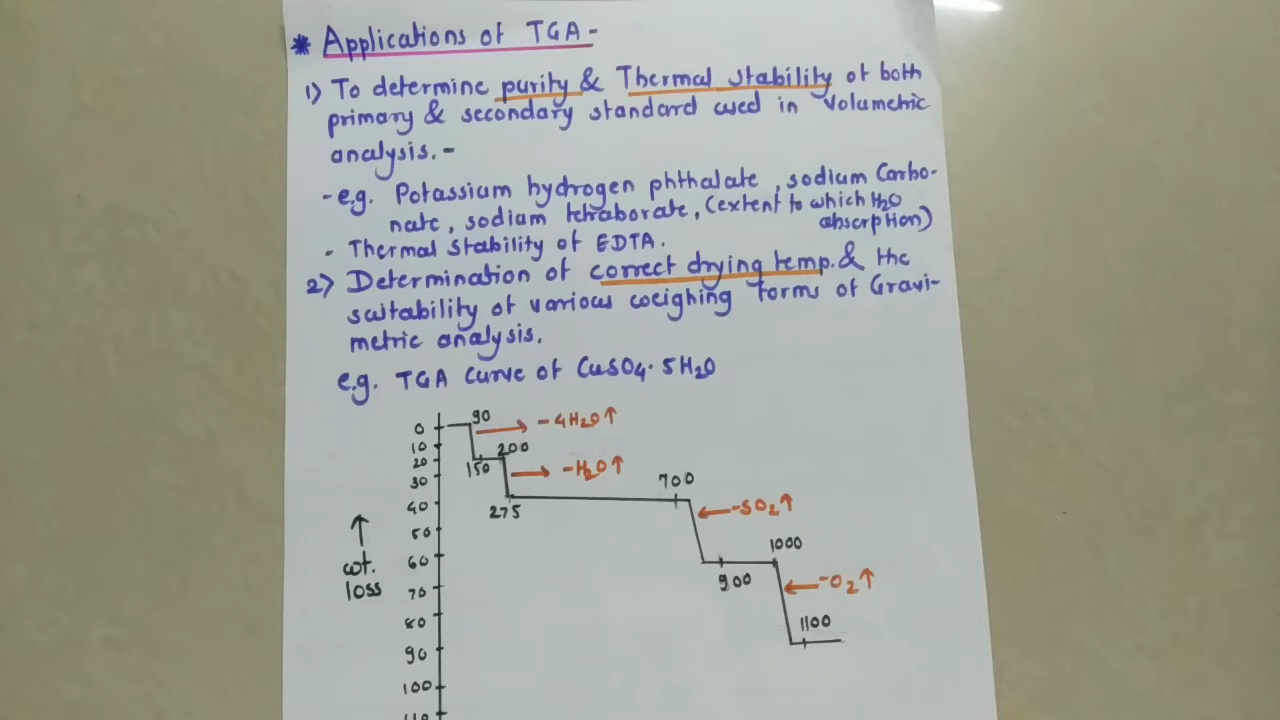 * Applications of TGA -
1) To determine purity & Thermal stability of both
primary & secondary standard used in volumetric
analysis. -
- e.g. Potassium hydrogen phthalate, sodium Carbo-
nate, sodium tetraborate, (extent to which H₂O
absorption)
- Thermal stability of EDTA.
2) Determination of correct drying temp. & the
suitability of various weighing forms of Gravi-
metric analysis.
e.g. TGA curve of CuSO₄·5H₂O
0
10
20
30
40
50
60
70
80
90
100
110
↑
wt.
loss
90
-4H₂O↑
150
200
-H₂O↑
275
700
-SO₂↑
900
1000
-O₂↑
1100